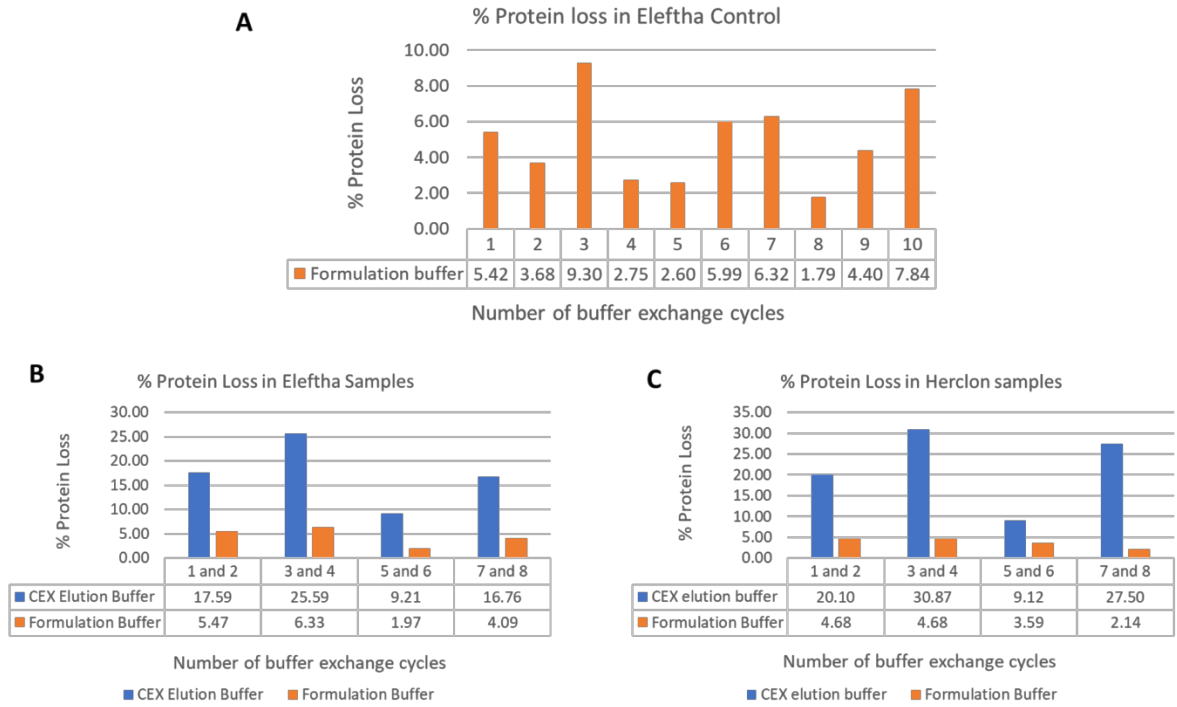 A
% Protein loss in Eleftha Control
% Protein Loss
10.00
8.00
6.00
4.00
2.00
0.00
1 2 3 4 5 6 7 8 9 10
Formulation buffer 5.42 3.68 9.30 2.75 2.60 5.99 6.32 1.79 4.40 7.84
Number of buffer exchange cycles
B
% Protein Loss in Eleftha Samples
% Protein Loss
30.00
25.00
20.00
15.00
10.00
5.00
0.00
1 and 2 3 and 4 5 and 6 7 and 8
CEX Elution Buffer 17.59 25.59 9.21 16.76
Formulation Buffer 5.47 6.33 1.97 4.09
Number of buffer exchange cycles
CEX Elution Buffer Formulation Buffer
C
% Protein Loss in Herclon samples
% Protein Loss
35.00
30.00
25.00
20.00
15.00
10.00
5.00
0.00
1 and 2 3 and 4 5 and 6 7 and 8
CEX elution buffer 20.10 30.87 9.12 27.50
Formulation Buffer 4.68 4.68 3.59 2.14
Number of buffer exchange cycles
CEX elution buffer Formulation Buffer